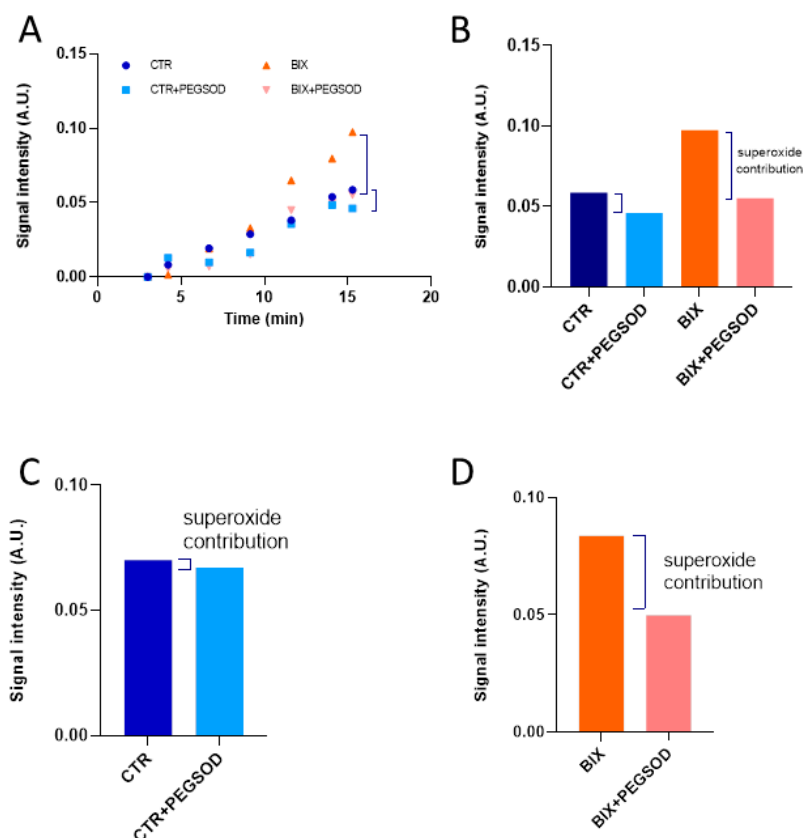 A
CTR
BIX
CTR+PEGSOD
BIX+PEGSOD
Signal intensity (A.U.)
0.15
0.10
0.05
0.00
0
5
10
15
20
Time (min)
B
Signal intensity (A.U.)
0.15
0.10
0.05
0.00
superoxide
contribution
CTR
CTR+PEGSOD
BIX
BIX+PEGSOD
C
Signal intensity (A.U.)
0.10
0.05
0.00
superoxide
contribution
CTR
CTR+PEGSOD
D
Signal intensity (A.U.)
0.10
0.05
0.00
superoxide
contribution
BIX
BIX+PEGSOD